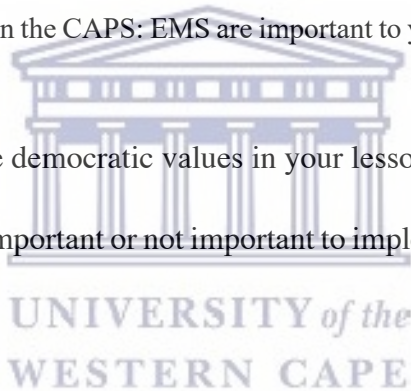 n the CAPS: EMS are important to
e democratic values in your lesso
mportant or not important to imple
UNIVERSITY of the
WESTERN CAPE